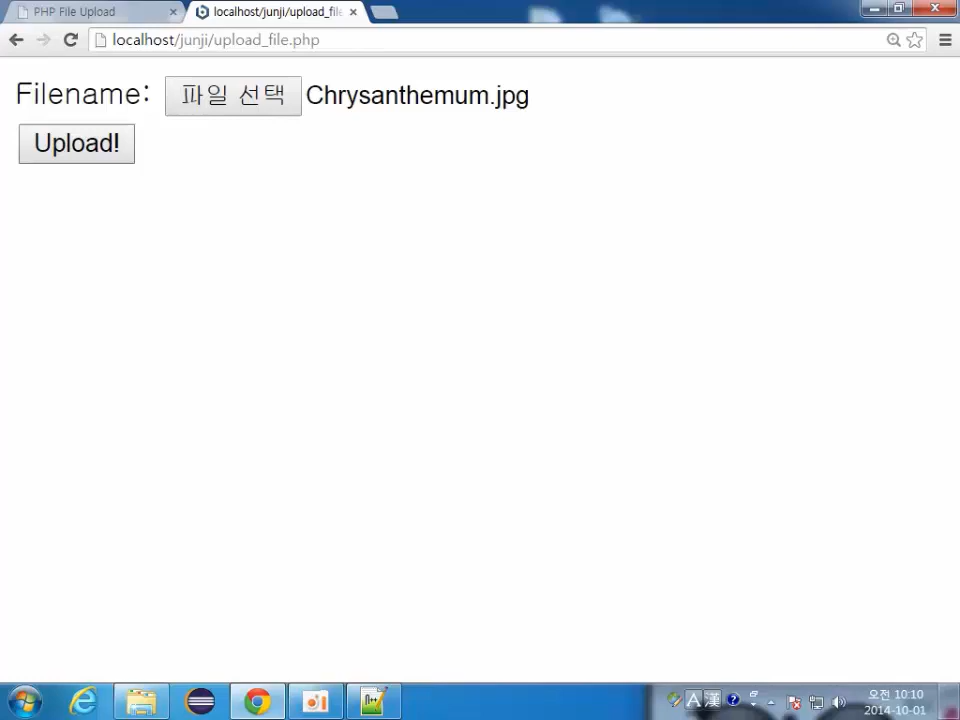 PHP File Upload
localhost/junji/upload_file
localhost/junji/upload_file.php
Filename: 파일 선택 Chrysanthemum.jpg
Upload!
A 漢
오전 10:10
2014-10-01